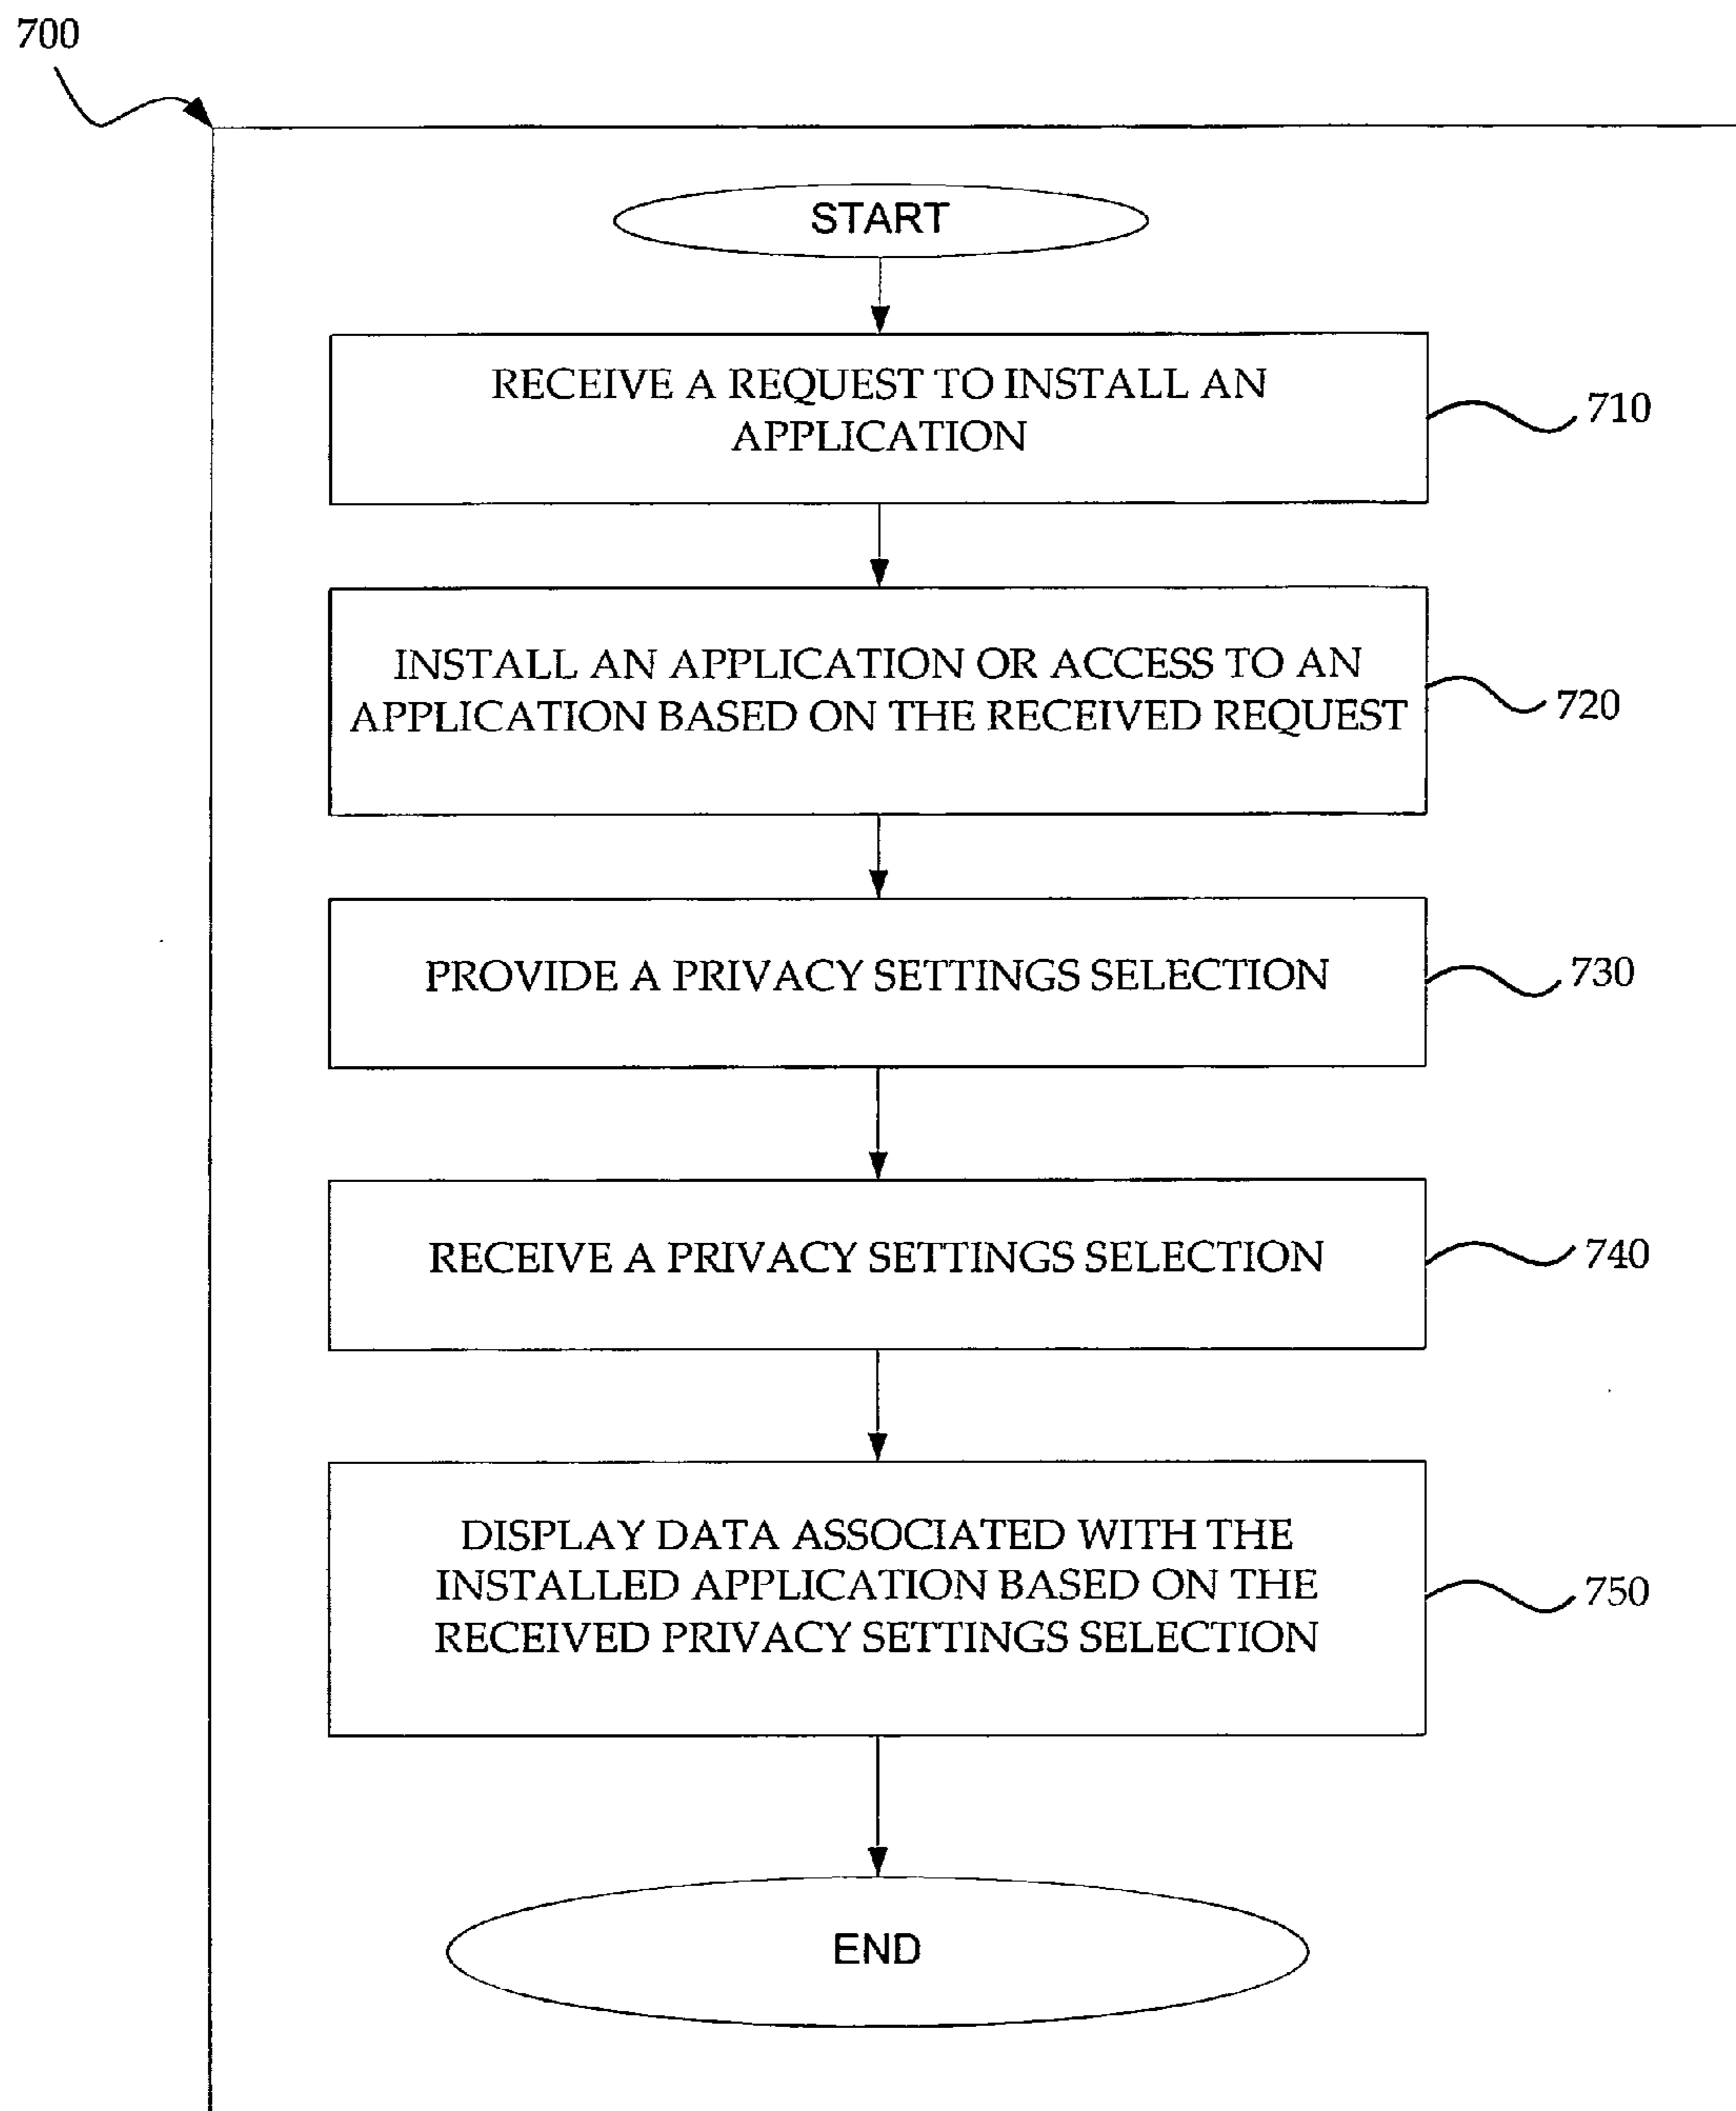 700
START
RECEIVE A REQUEST TO INSTALL AN
APPLICATION
710
INSTALL AN APPLICATION OR ACCESS TO AN
APPLICATION BASED ON THE RECEIVED REQUEST
720
PROVIDE A PRIVACY SETTINGS SELECTION
730
RECEIVE A PRIVACY SETTINGS SELECTION
740
DISPLAY DATA ASSOCIATED WITH THE
INSTALLED APPLICATION BASED ON THE
RECEIVED PRIVACY SETTINGS SELECTION
750
END